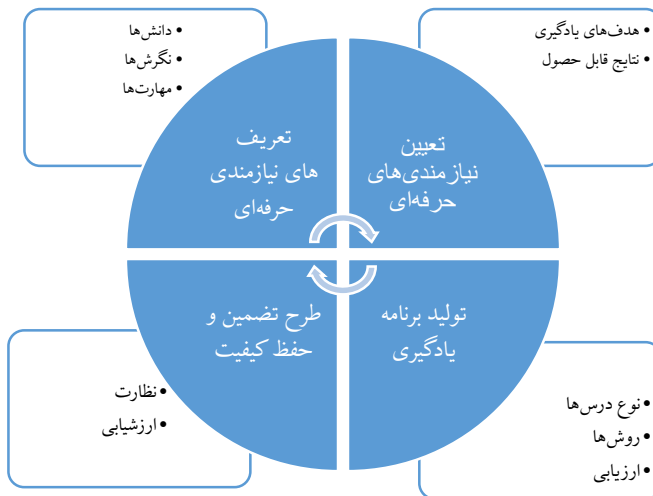 • هدف‌های یادگیری
• نتایج قابل حصول
• دانش‌ها
• نگرش‌ها
• مهارت‌ها
تعیین
نیازمندی‌های
حرفه‌ای
تعریف
های نیازمندی
حرفه‌ای
تولید برنامه
یادگیری
طرح تضمین و
حفظ کیفیت
• نوع درس‌ها
• روش‌ها
• ارزیابی
• نظارت
• ارزشیابی